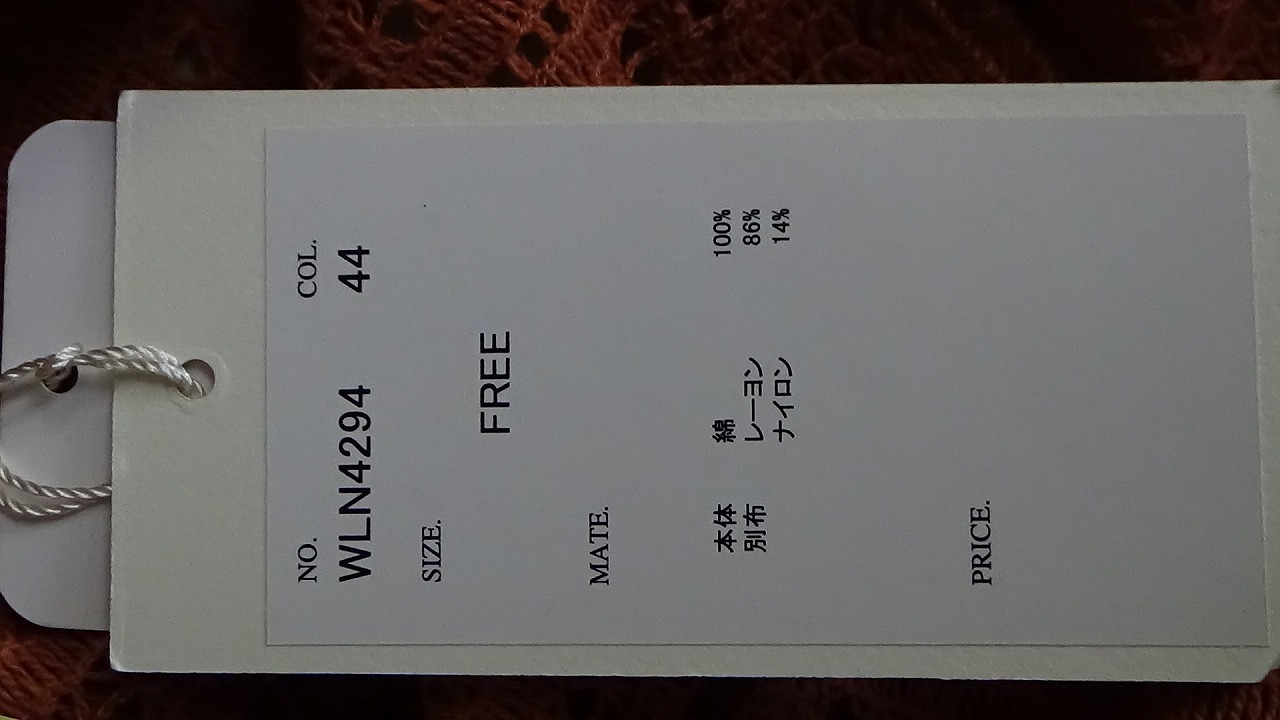 NO. COL.
WLN4294 44
SIZE.
FREE
MATE.
本体 綿 100%
別布 レーヨン 86%
ナイロン 14%
PRICE.